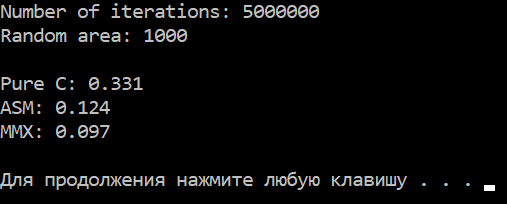 Number of iterations: 5000000
Random area: 1000
Pure C: 0.331
ASM: 0.124
MMX: 0.097
Для продолжения нажмите любую клавишу . . .